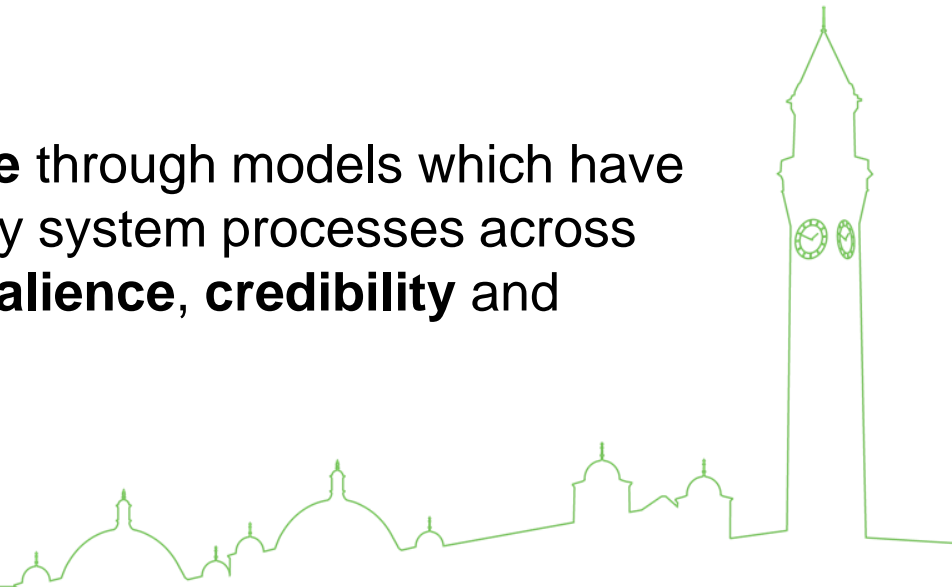 e through models which have
y system processes across
alience, credibility and